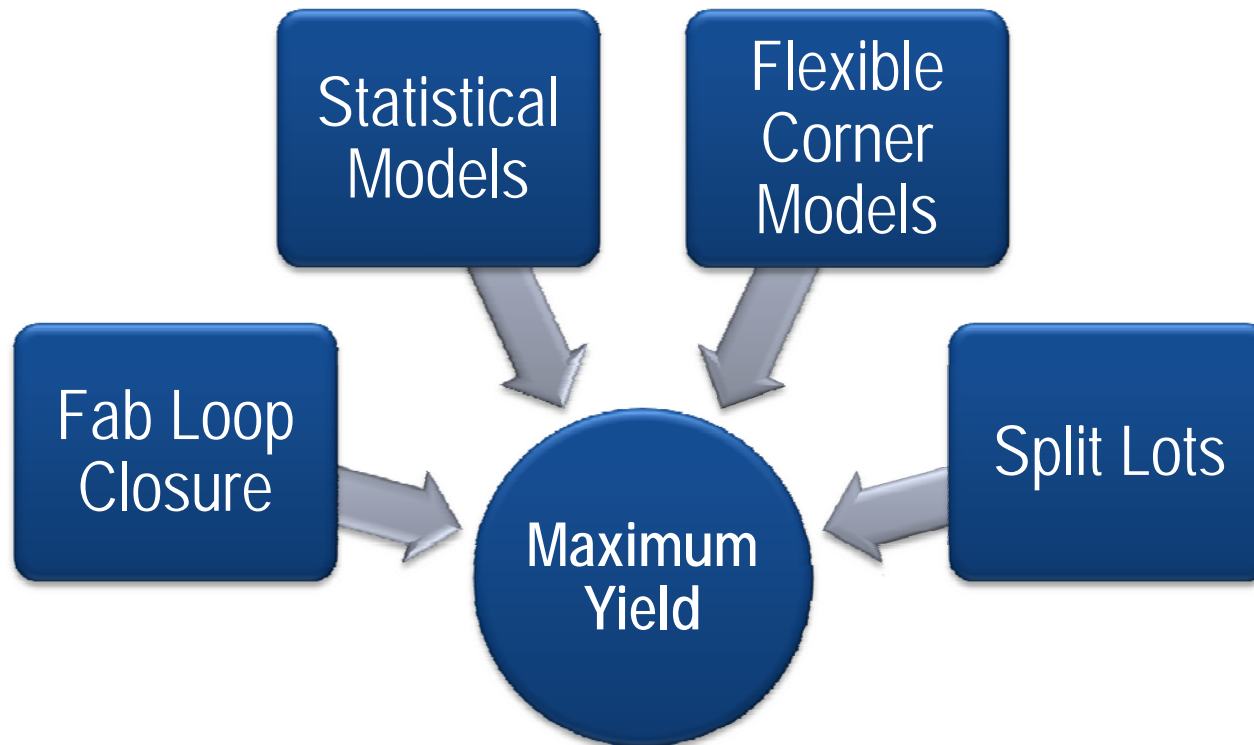 Statistical
Models
Flexible
Corner
Models
Fab Loop
Closure
Split Lots
Maximum
Yield